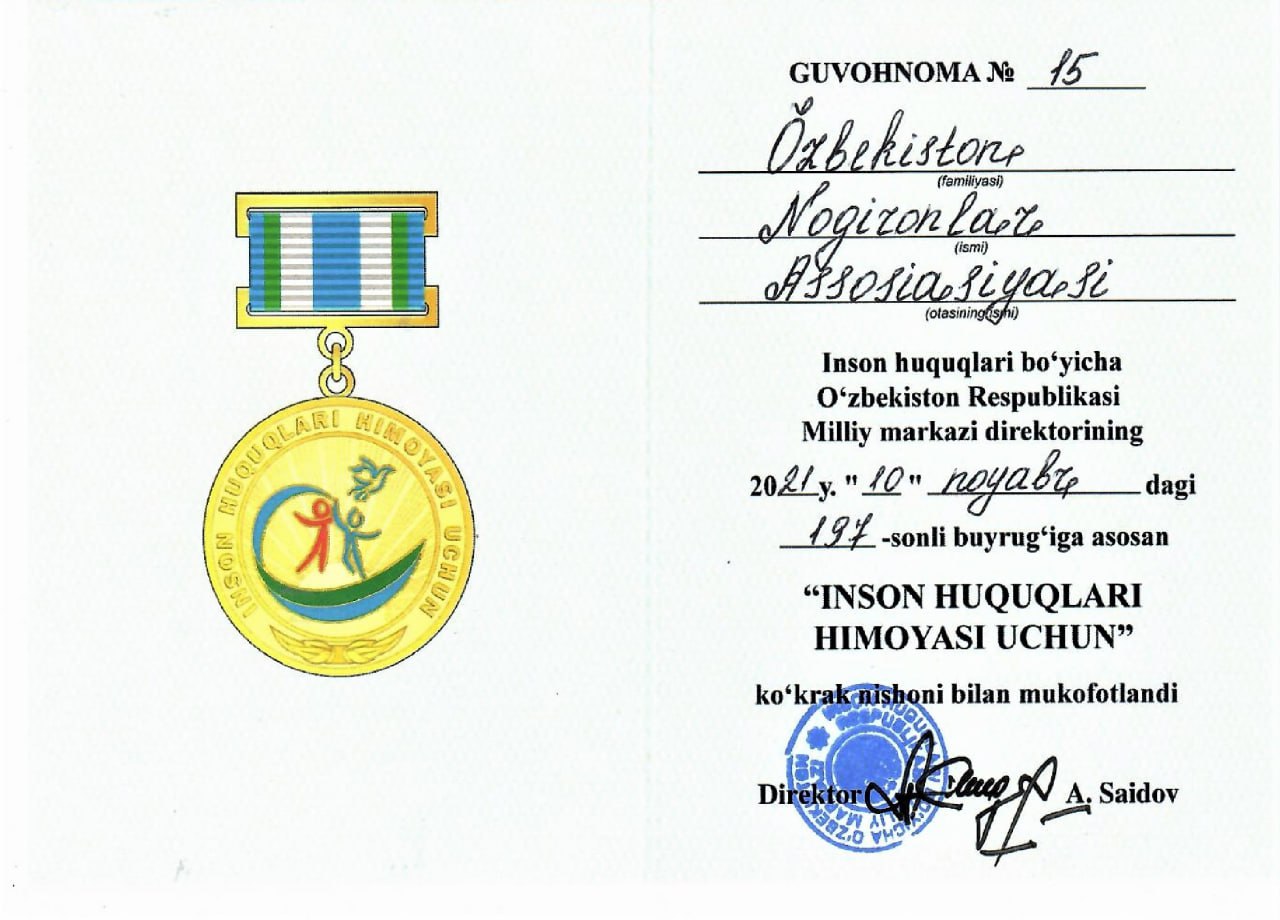 INSON HUQUQLARI HIMOYASI UCHUN
GUVOHNOMA № 15
Ŏzbekiston
(familiyasi)
Nogironlar
(ismi)
Assosiasiyasi
(otasining ismi)
Inson huquqlari bo‘yicha
O‘zbekiston Respublikasi
Milliy markazi direktorining
2021 y. "10" noyabr dagi
197 -sonli buyrug‘iga asosan
“INSON HUQUQLARI
HIMOYASI UCHUN”
ko‘krak nishoni bilan mukofotlandi
Direktor A. Saidov